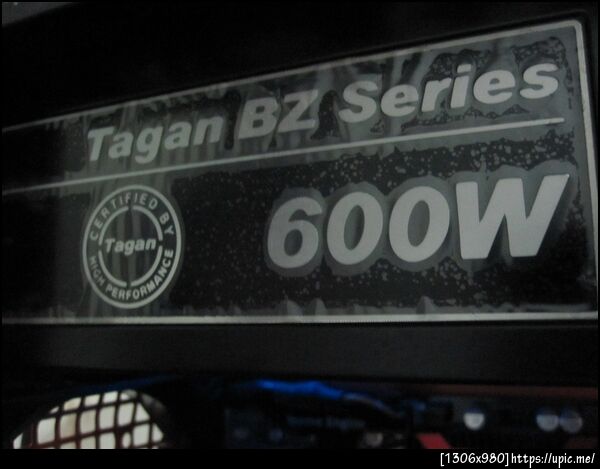 Tagan BZ Series
CERTIFIED BY
Tagan
HIGH PERFORMANCE
600W
[1306x980]https://upic.me/